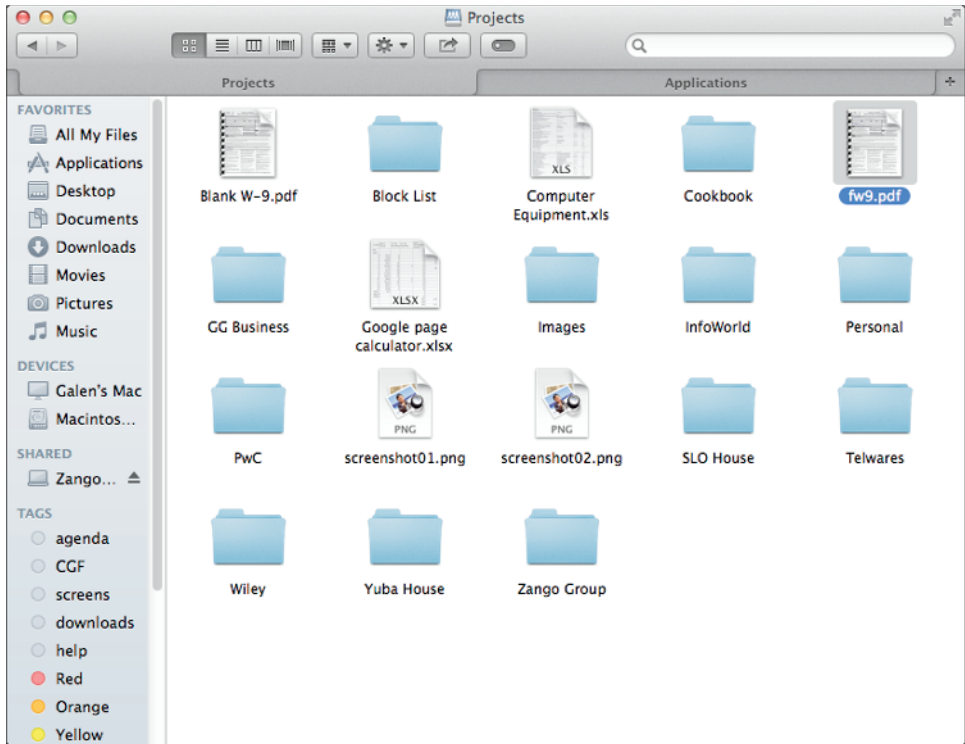 Projects
Projects
Applications
FAVORITES
All My Files
Applications
Desktop
Documents
Downloads
Movies
Pictures
Music
DEVICES
Galen's Mac
Macintos...
SHARED
Zango...
TAGS
agenda
CGF
screens
downloads
help
Red
Orange
Yellow
Blank W-9.pdf
Block List
XLS
Computer
Equipment.xls
Cookbook
fw9.pdf
GG Business
XLSX
Google page
calculator.xlsx
Images
InfoWorld
Personal
PwC
PNG
screenshot01.png
PNG
screenshot02.png
SLO House
Telwares
Wiley
Yuba House
Zango Group